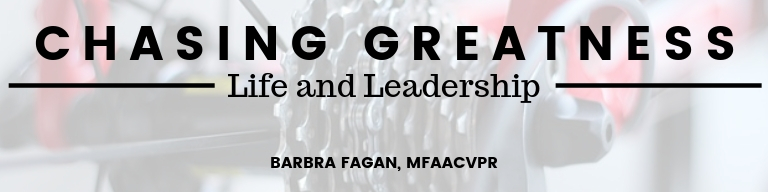 CHASING GREATNESS
Life and Leadership
BARBRA FAGAN, MFAACVPR